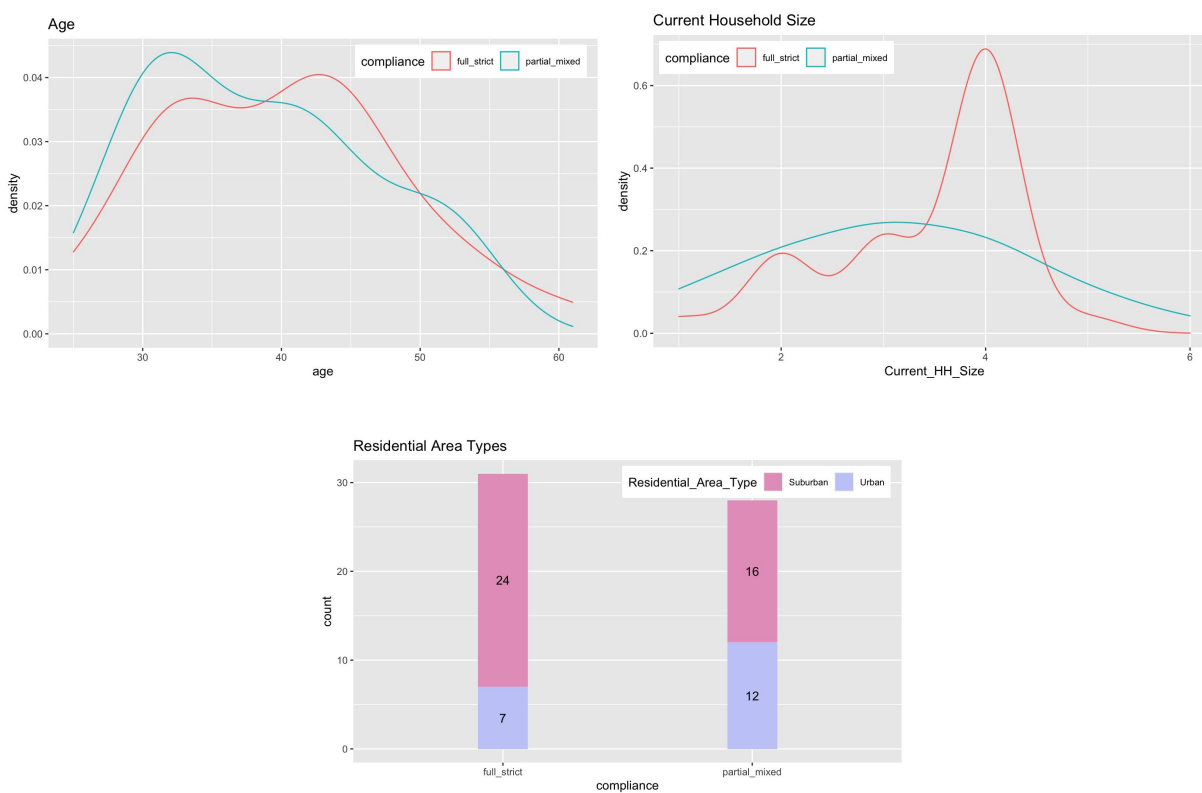 Age
compliance full_strict partial_mixed
0.04
0.03
0.02
0.01
0.00
density
30 40 50 60
age
Current Household Size
compliance full_strict partial_mixed
0.6
0.4
0.2
0.0
density
2 4 6
Current_HH_Size
Residential Area Types
Residential_Area_Type Suburban Urban
30
20
10
0
count
24
7
16
12
full_strict partial_mixed
compliance